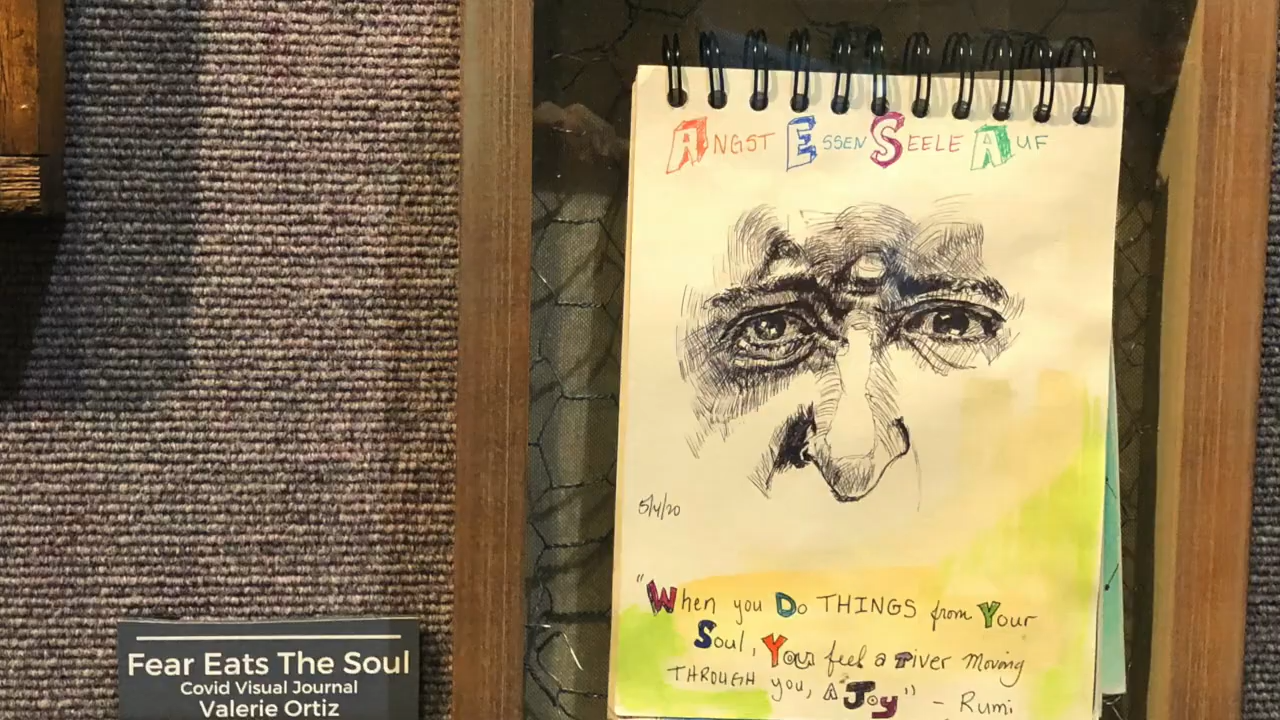 ANGST ESSEN SEELE AUF
5/4/20
"When you Do THINGS from Your
Soul, You feel a river Moving
THROUGH you, A Joy" - Rumi
Fear Eats The Soul
Covid Visual Journal
Valerie Ortiz